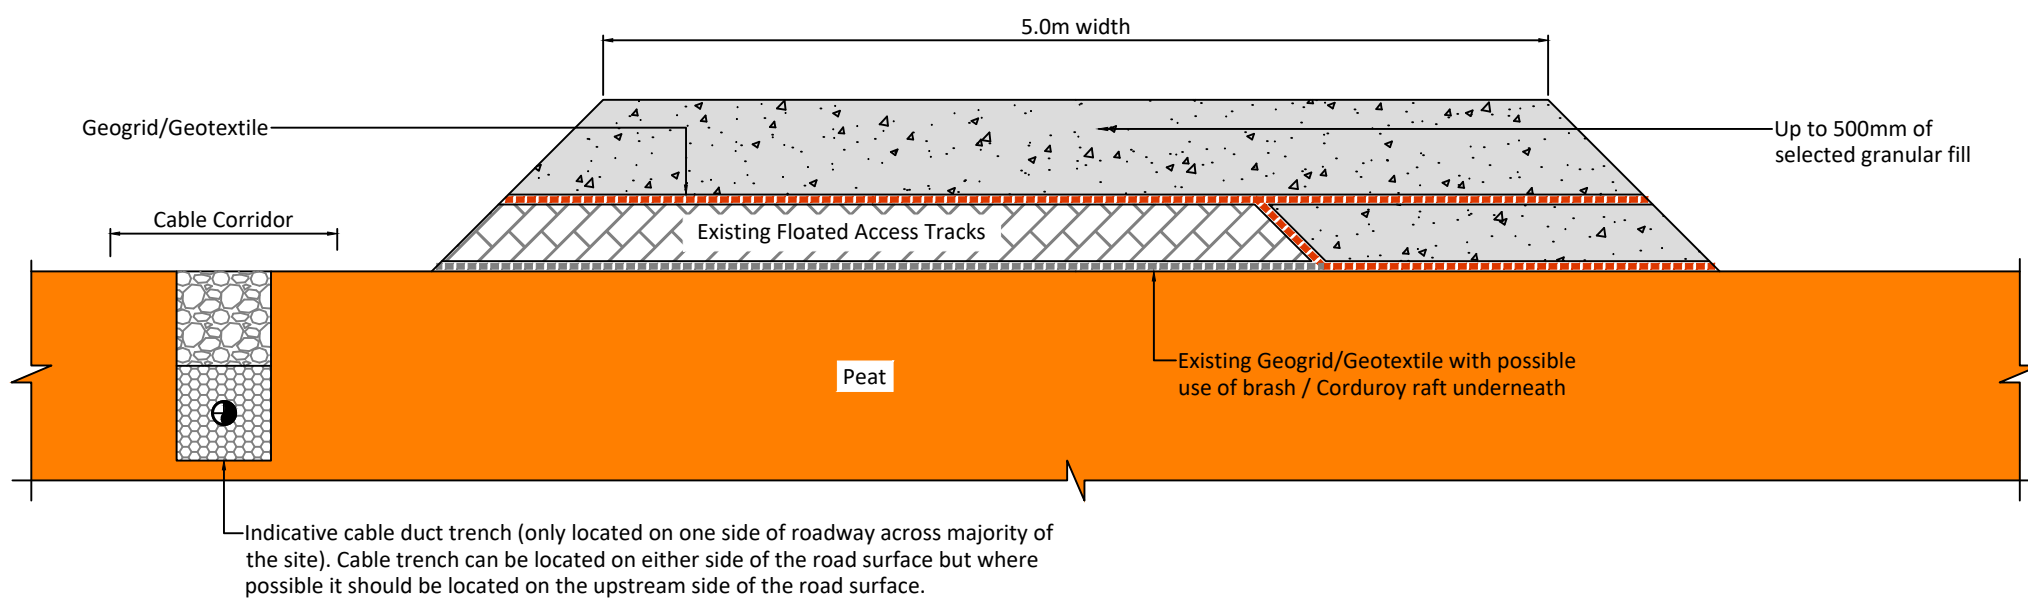 5.0m width
Geogrid/Geotextile
Up to 500mm of
selected granular fill
Cable Corridor
Existing Floated Access Tracks
Existing Geogrid/Geotextile with possible
use of brash / Corduroy raft underneath
Peat
Indicative cable duct trench (only located on one side of roadway across majority of
the site). Cable trench can be located on either side of the road surface but where
possible it should be located on the upstream side of the road surface.